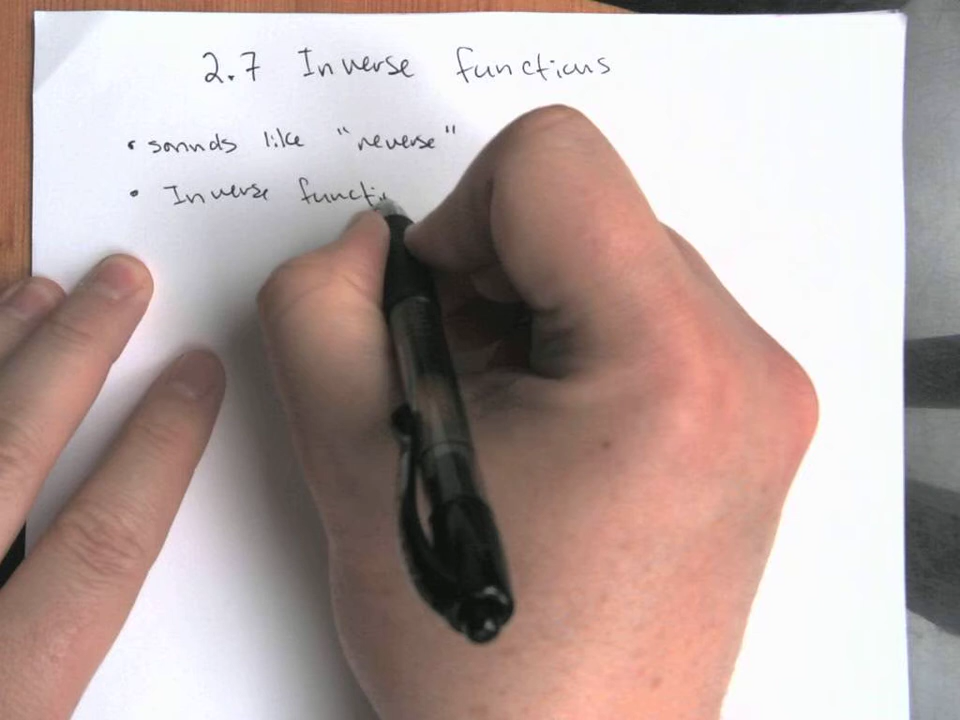 2.7 Inverse functions
• sounds like "reverse"
• Inverse functi